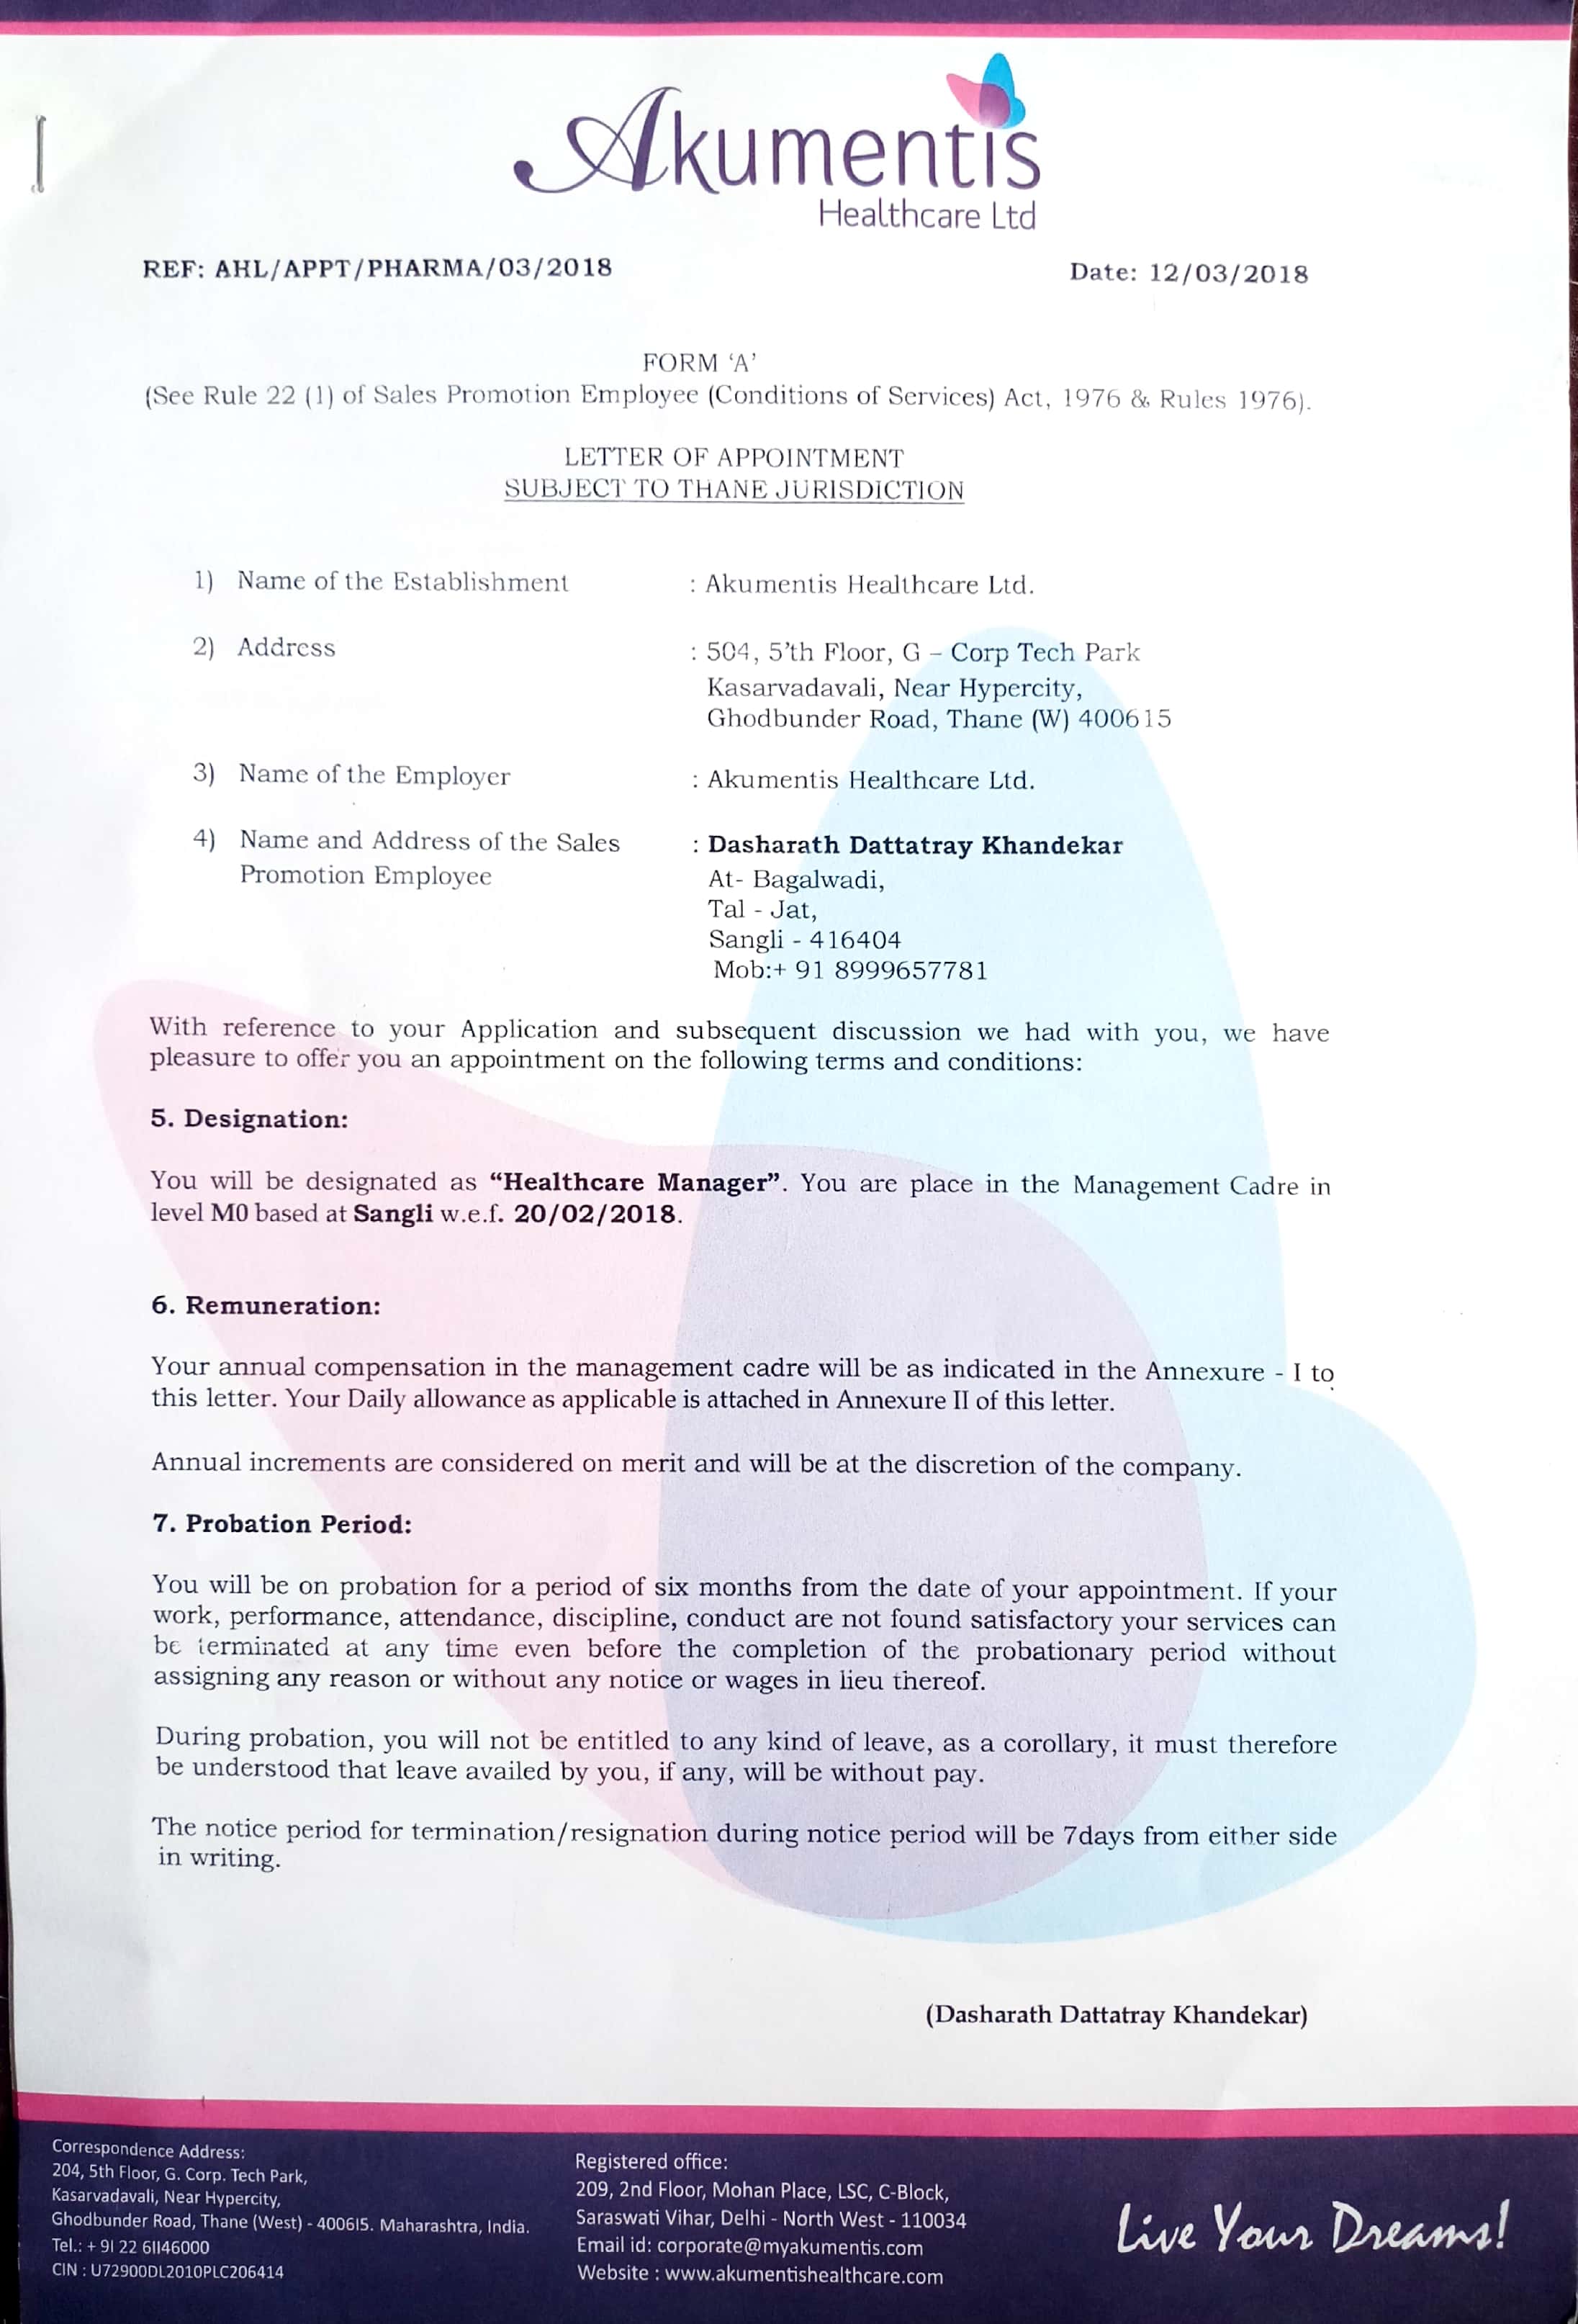 Akumentis
Healthcare Ltd
REF: AHL/APPT/PHARMA/03/2018 Date: 12/03/2018
FORM ‘A’
(See Rule 22 (1) of Sales Promotion Employee (Conditions of Services) Act, 1976 & Rules 1976).
LETTER OF APPOINTMENT
SUBJECT TO THANE JURISDICTION
1) Name of the Establishment : Akumentis Healthcare Ltd.
2) Address : 504, 5’th Floor, G – Corp Tech Park
Kasarvadavali, Near Hypercity,
Ghodbunder Road, Thane (W) 400615
3) Name of the Employer : Akumentis Healthcare Ltd.
4) Name and Address of the Sales : Dasharath Dattatray Khandekar
Promotion Employee At- Bagalwadi,
Tal - Jat,
Sangli - 416404
Mob:+ 91 8999657781
With reference to your Application and subsequent discussion we had with you, we have
pleasure to offer you an appointment on the following terms and conditions:
5. Designation:
You will be designated as “Healthcare Manager”. You are place in the Management Cadre in
level M0 based at Sangli w.e.f. 20/02/2018.
6. Remuneration:
Your annual compensation in the management cadre will be as indicated in the Annexure - I to
this letter. Your Daily allowance as applicable is attached in Annexure II of this letter.
Annual increments are considered on merit and will be at the discretion of the company.
7. Probation Period:
You will be on probation for a period of six months from the date of your appointment. If your
work, performance, attendance, discipline, conduct are not found satisfactory your services can
be terminated at any time even before the completion of the probationary period without
assigning any reason or without any notice or wages in lieu thereof.
During probation, you will not be entitled to any kind of leave, as a corollary, it must therefore
be understood that leave availed by you, if any, will be without pay.
The notice period for termination/resignation during notice period will be 7days from either side
in writing.
(Dasharath Dattatray Khandekar)
Correspondence Address:
204, 5th Floor, G. Corp. Tech Park,
Kasarvadavali, Near Hypercity,
Ghodbunder Road, Thane (West) - 400615. Maharashtra, India.
Tel.: + 91 22 61146000
CIN : U72900DL2010PLC206414
Registered office:
209, 2nd Floor, Mohan Place, LSC, C-Block,
Saraswati Vihar, Delhi - North West - 110034
Email id: corporate@myakumentis.com
Website : www.akumentishealthcare.com
Live Your Dreams!